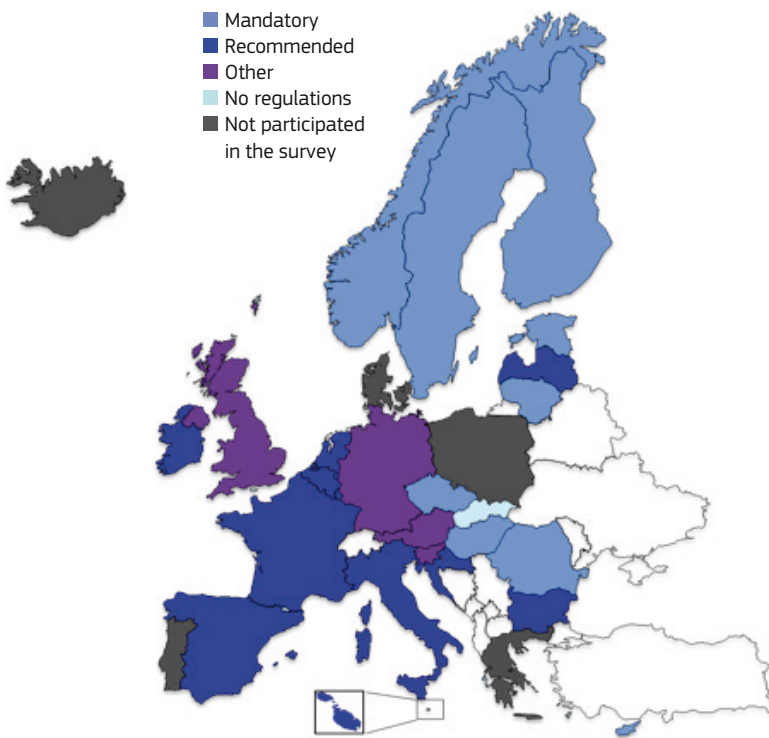 Mandatory
Recommended
Other
No regulations
Not participated
in the survey